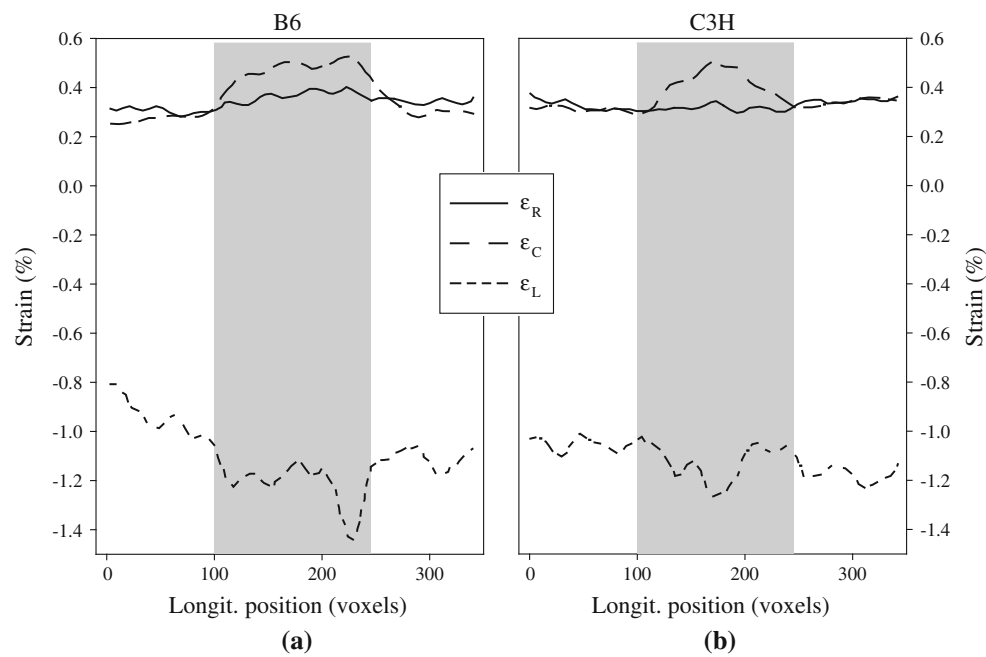 B6
C3H
0.6
0.4
0.2
0.0
-0.2
-0.4
-0.6
-0.8
-1.0
-1.2
-1.4
Strain (%)
0
100
200
300
Longit. position (voxels)
(a)
ε_R
ε_C
ε_L
0.6
0.4
0.2
0.0
-0.2
-0.4
-0.6
-0.8
-1.0
-1.2
-1.4
Strain (%)
0
100
200
300
Longit. position (voxels)
(b)